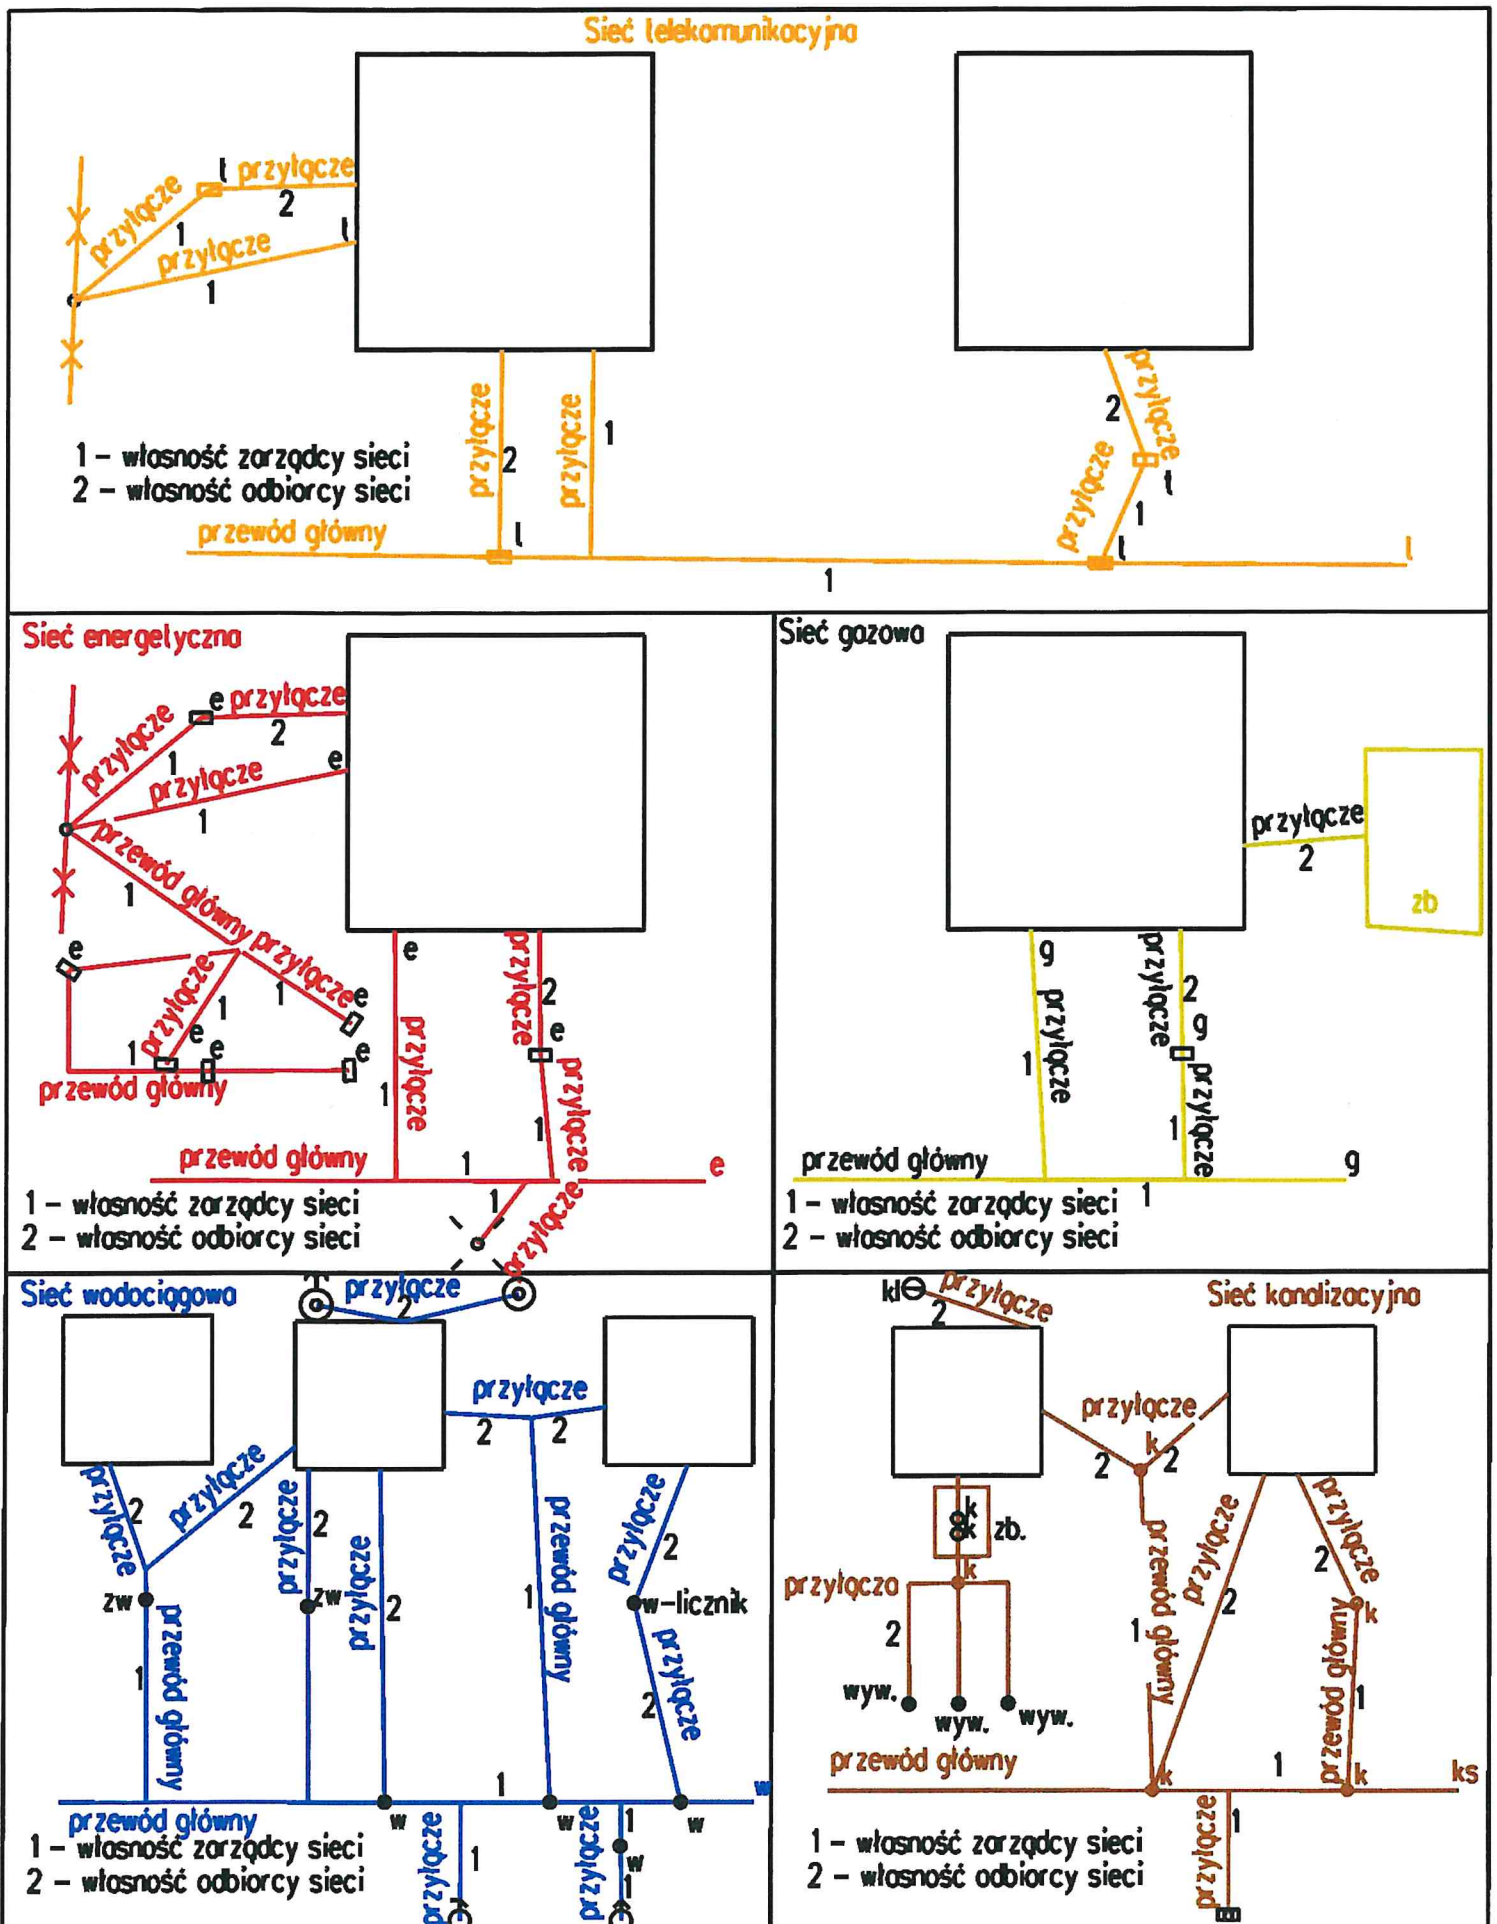 Sieć telekomunikacyjna
t przyłącze
przyłącze
2
1
t
przyłącze
1
przyłącze
2
przyłącze
1
2
przyłącze
przyłącze
t
1
1 – własność zarządcy sieci
2 – własność odbiorcy sieci
przewód główny
t
t
t
1
Sieć energetyczna
e przyłącze
przyłącze
2
1
e
przyłącze
1
przewód główny
1
e
przyłącze
przyłącze
1
1
e
e
e
e
1
przewód główny
e
przyłącze
1
przyłącze
2
e
przyłącze
1
przewód główny
1
e
1
przyłącze
1 – własność zarządcy sieci
2 – własność odbiorcy sieci
Sieć gazowa
przyłącze
2
zb
g
przyłącze
1
przyłącze
2
g
przyłącze
1
przewód główny
g
1
1 – własność zarządcy sieci
2 – własność odbiorcy sieci
Sieć wodociągowa
przyłącze
2
przyłącze
2
2
przyłącze
2
przyłącze
2
przyłącze
2
przyłącze
2
zw
zw
przyłącze
2
w-licznik
1
przewód główny
1
przewód główny
przyłącze
2
1
w
przewód główny
w
w
w
przyłącze
1
przyłącze
1
w
1
1 – własność zarządcy sieci
2 – własność odbiorcy sieci
Sieć kanalizacyjna
kl
przyłącze
2
przyłącze
k
2
2
k
k
zb.
k
przyłącza
2
wyw.
wyw.
wyw.
przewód główny
1
przyłącze
2
przyłącze
2
k
przewód główny
1
przewód główny
k
1
k
ks
przyłącze
1
1 – własność zarządcy sieci
2 – własność odbiorcy sieci